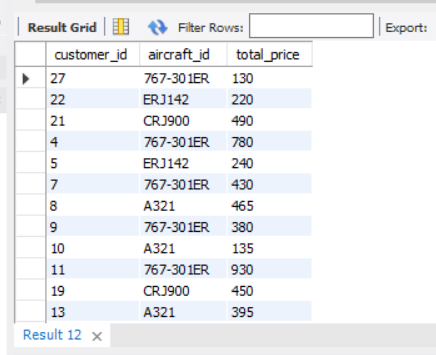 Result Grid Filter Rows: Export:
customer_id aircraft_id total_price
27 767-301ER 130
22 ERJ142 220
21 CRJ900 490
4 767-301ER 780
5 ERJ142 240
7 767-301ER 430
8 A321 465
9 767-301ER 380
10 A321 135
11 767-301ER 930
19 CRJ900 450
13 A321 395
Result 12 ×